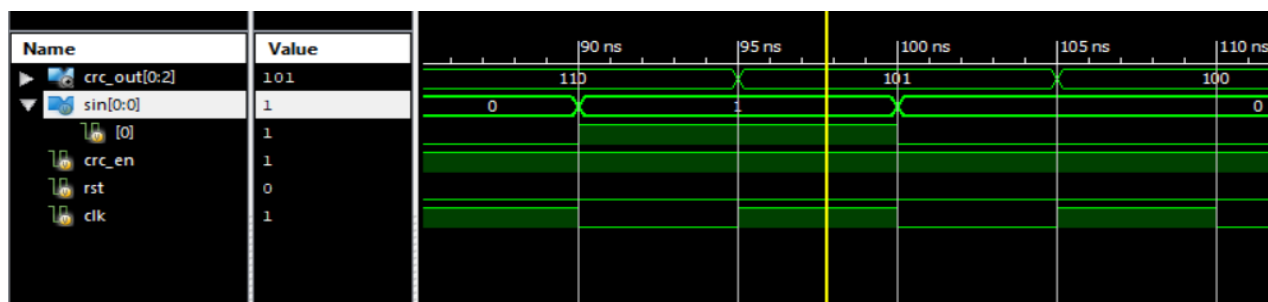 Name Value |90 ns |95 ns |100 ns |105 ns |110 ns
crc_out[0:2] 101 110 101 100
sin[0:0] 1 0 1 0
[0] 1
crc_en 1
rst 0
clk 1